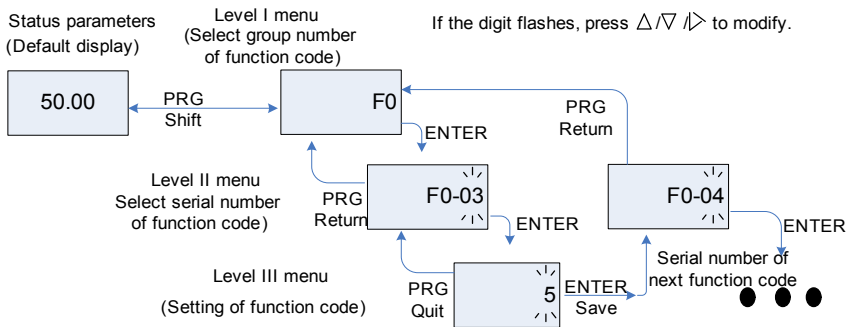 Status parameters
(Default display)
Level I menu
(Select group number
of function code)
If the digit flashes, press △/▽ /▷ to modify.
50.00
PRG
Shift
F0
ENTER
PRG
Return
Level II menu
Select serial number
of function code)
PRG
Return
F0-03
ENTER
F0-04
ENTER
Level III menu
(Setting of function code)
PRG
Quit
5
ENTER
Save
Serial number of
next function code